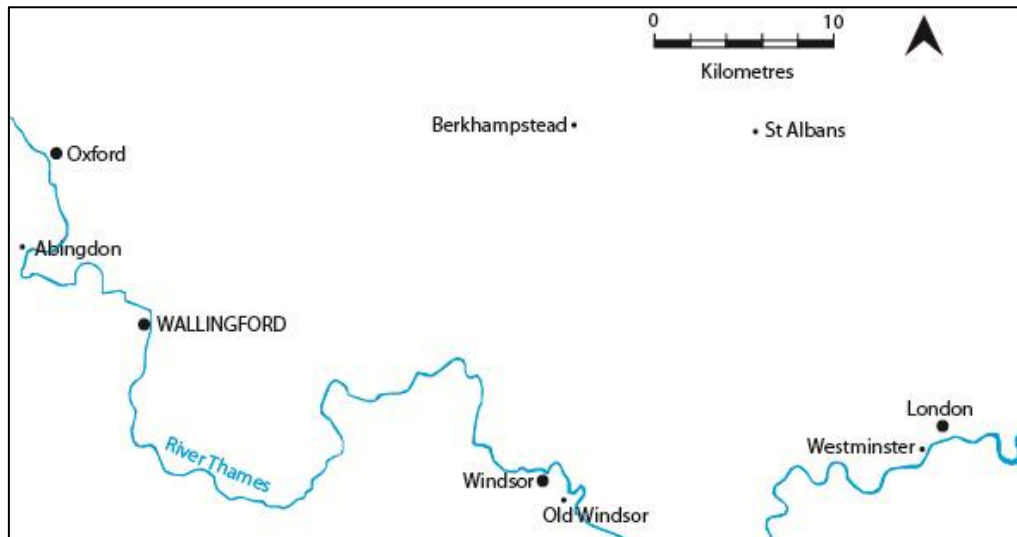 0 10
Kilometres
Berkhampstead
St Albans
Oxford
Abingdon
WALLINGFORD
River Thames
London
Westminster
Windsor
Old Windsor